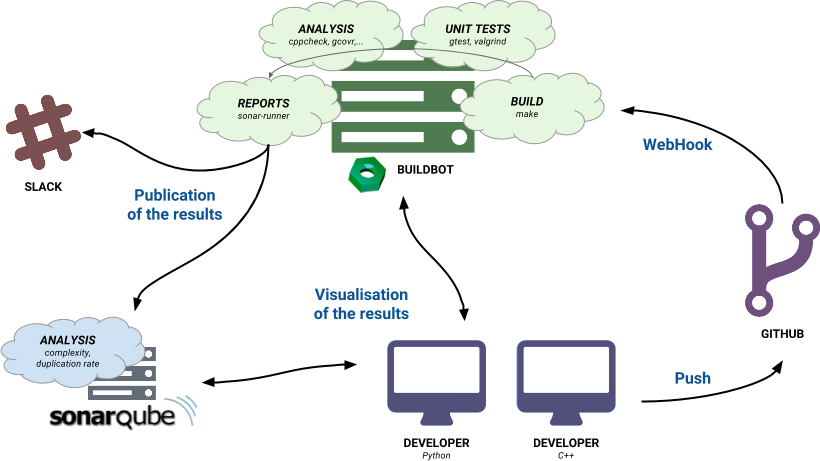 ANALYSIS
cppcheck, gcovr,...
UNIT TESTS
gtest, valgrind
REPORTS
sonar-runner
BUILD
make
BUILDBOT
SLACK
Publication
of the results
WebHook
GITHUB
Visualisation
of the results
ANALYSIS
complexity,
duplication rate
sonarqube
Push
DEVELOPER
Python
DEVELOPER
C++